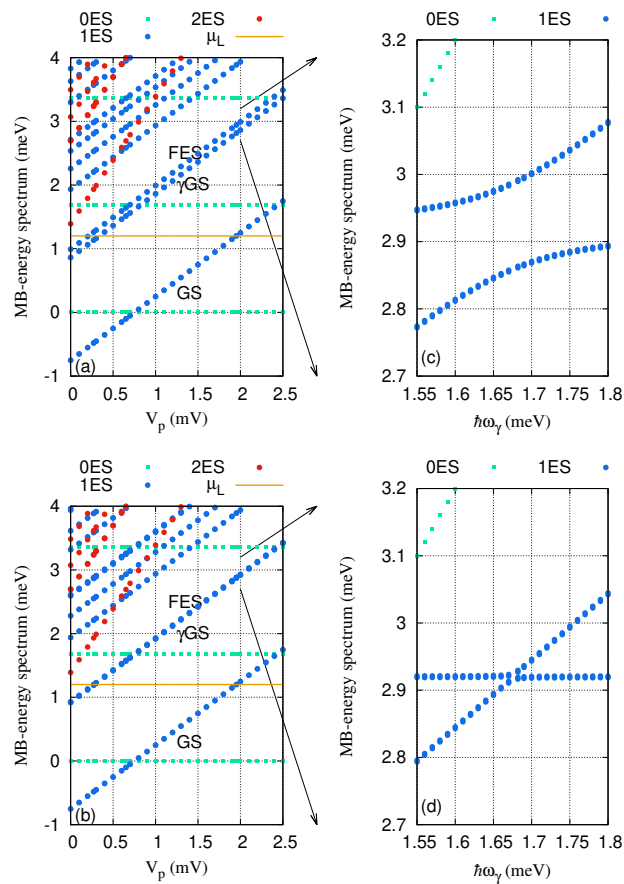 0ES 2ES
1ES μL
MB-energy spectrum (meV)
4
3
2
1
0
-1
FES
γGS
GS
(a)
0 0.5 1 1.5 2 2.5
Vp (mV)
0ES 1ES
MB-energy spectrum (meV)
3.2
3.1
3
2.9
2.8
2.7
(c)
1.55 1.6 1.65 1.7 1.75 1.8
ħωγ (meV)
0ES 2ES
1ES μL
MB-energy spectrum (meV)
4
3
2
1
0
-1
FES
γGS
GS
(b)
0 0.5 1 1.5 2 2.5
Vp (mV)
0ES 1ES
MB-energy spectrum (meV)
3.2
3.1
3
2.9
2.8
2.7
(d)
1.55 1.6 1.65 1.7 1.75 1.8
ħωγ (meV)